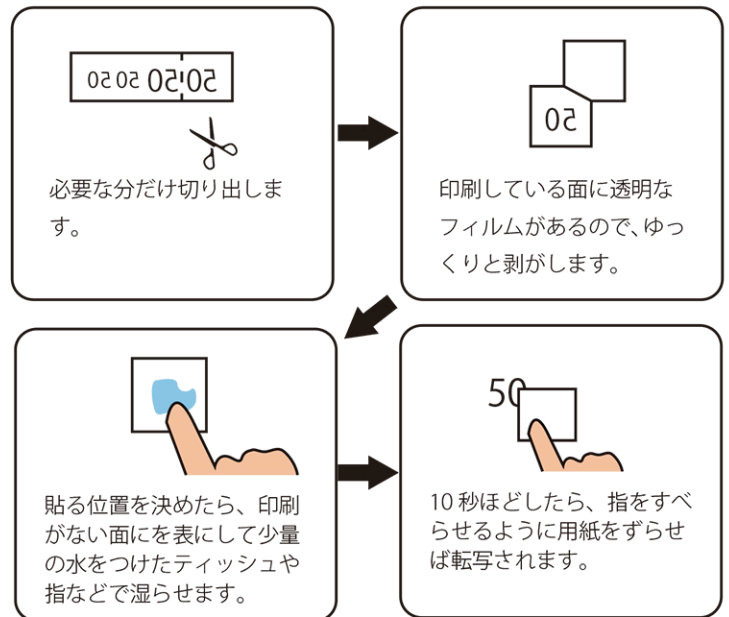 50 50 50 50
必要な分だけ切り出しま
す。
50
印刷している面に透明な
フィルムがあるので、ゆっ
くりと剥がします。
貼る位置を決めたら、印刷
がない面にを表にして少量
の水をつけたティッシュや
指などで湿らせます。
50
10 秒ほどしたら、指をすべ
らせるように用紙をずらせ
ば転写されます。